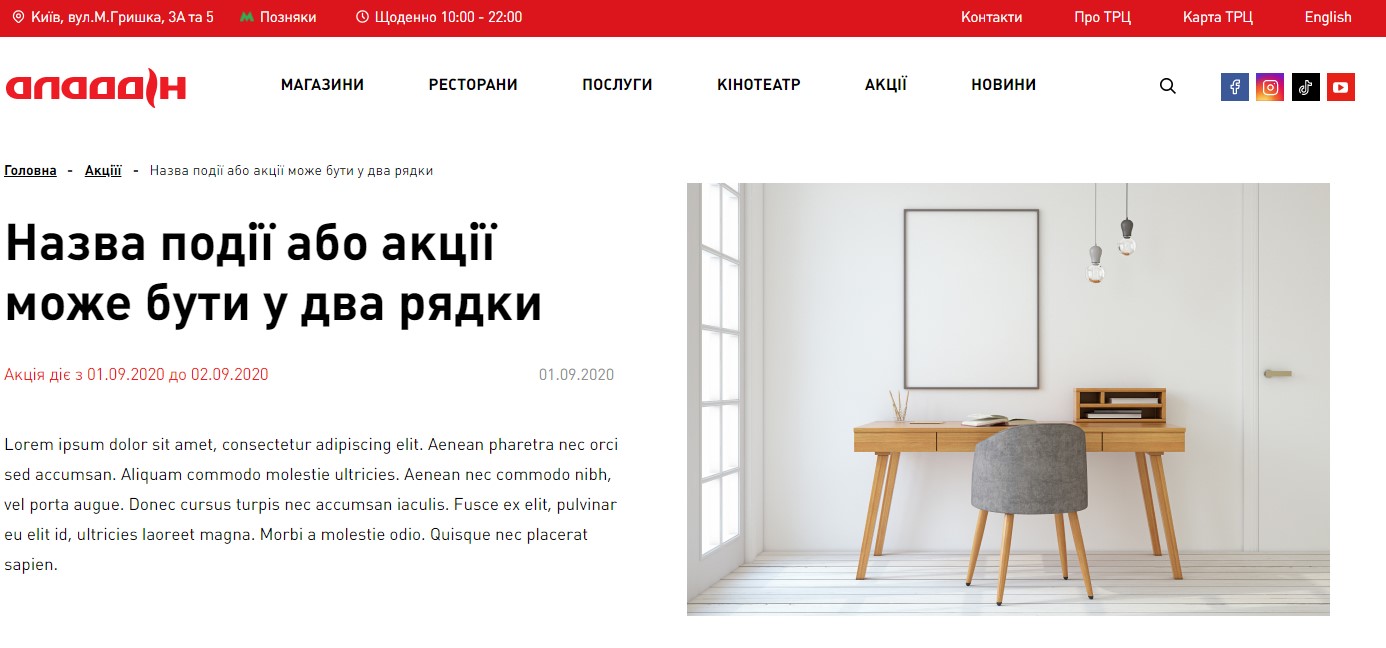 Київ, вул.М.Гришка, 3А та 5 Позняки Щоденно 10:00 - 22:00 Контакти Про ТРЦ Карта ТРЦ English
аладдін МАГАЗИНИ РЕСТОРАНИ ПОСЛУГИ КІНОТЕАТР АКЦІЇ НОВИНИ
Головна - Акціїї - Назва події або акції може бути у два рядки
Назва події або акції
може бути у два рядки
Акція діє з 01.09.2020 до 02.09.2020 01.09.2020
Lorem ipsum dolor sit amet, consectetur adipiscing elit. Aenean pharetra nec orci
sed accumsan. Aliquam commodo molestie ultricies. Aenean nec commodo nibh,
vel porta augue. Donec cursus turpis nec accumsan iaculis. Fusce ex elit, pulvinar
eu elit id, ultricies laoreet magna. Morbi a molestie odio. Quisque nec placerat
sapien.